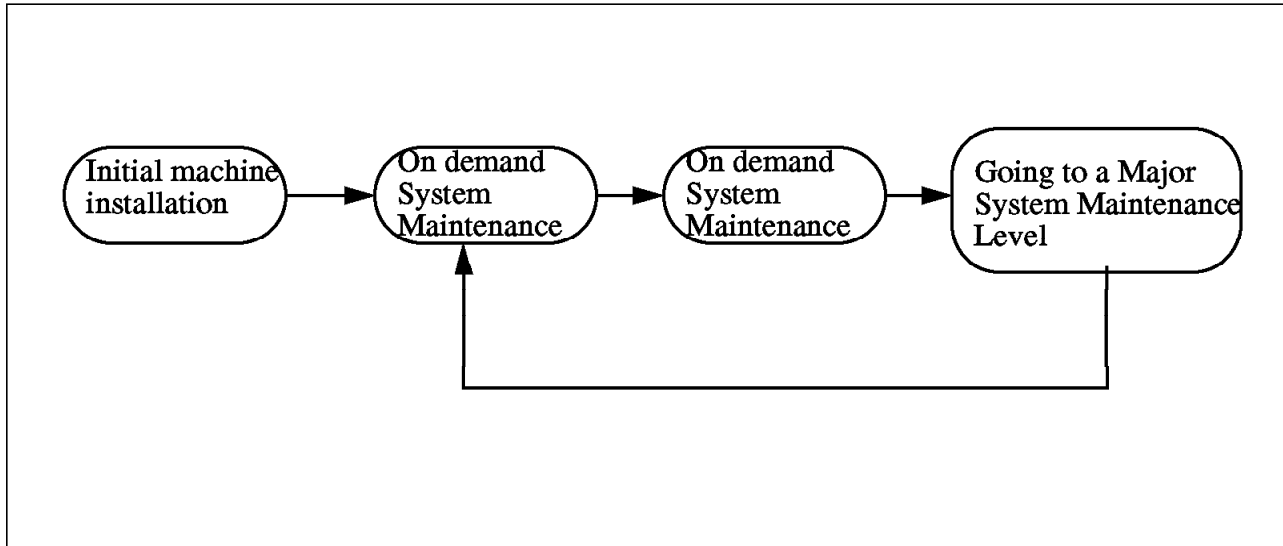 Initial machine
installation
On demand
System
Maintenance
On demand
System
Maintenance
Going to a Major
System Maintenance
Level